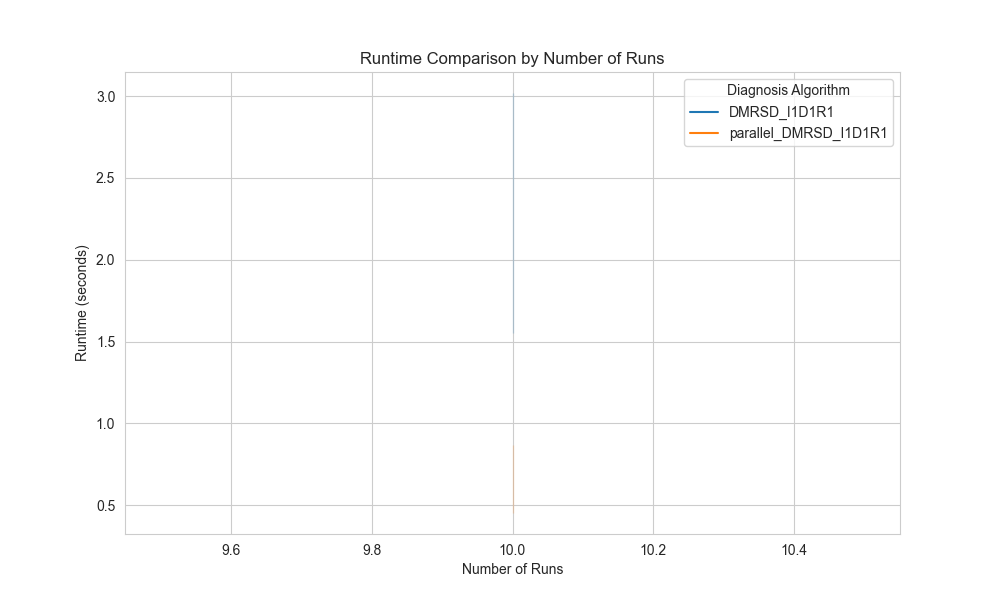 Runtime Comparison by Number of Runs
Diagnosis Algorithm
DMRSD_I1D1R1
parallel_DMRSD_I1D1R1
Runtime (seconds)
3.0
2.5
2.0
1.5
1.0
0.5
9.6 9.8 10.0 10.2 10.4
Number of Runs